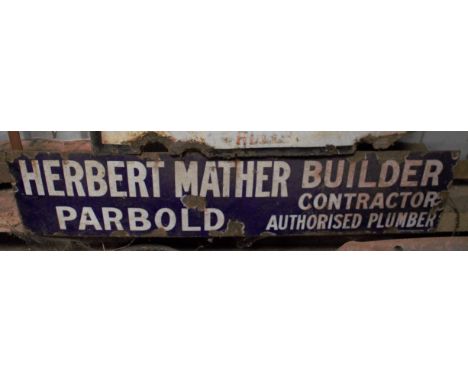 HERBERT MATHER BUILDER
CONTRACTOR
PARBOLD AUTHORISED PLUMBER